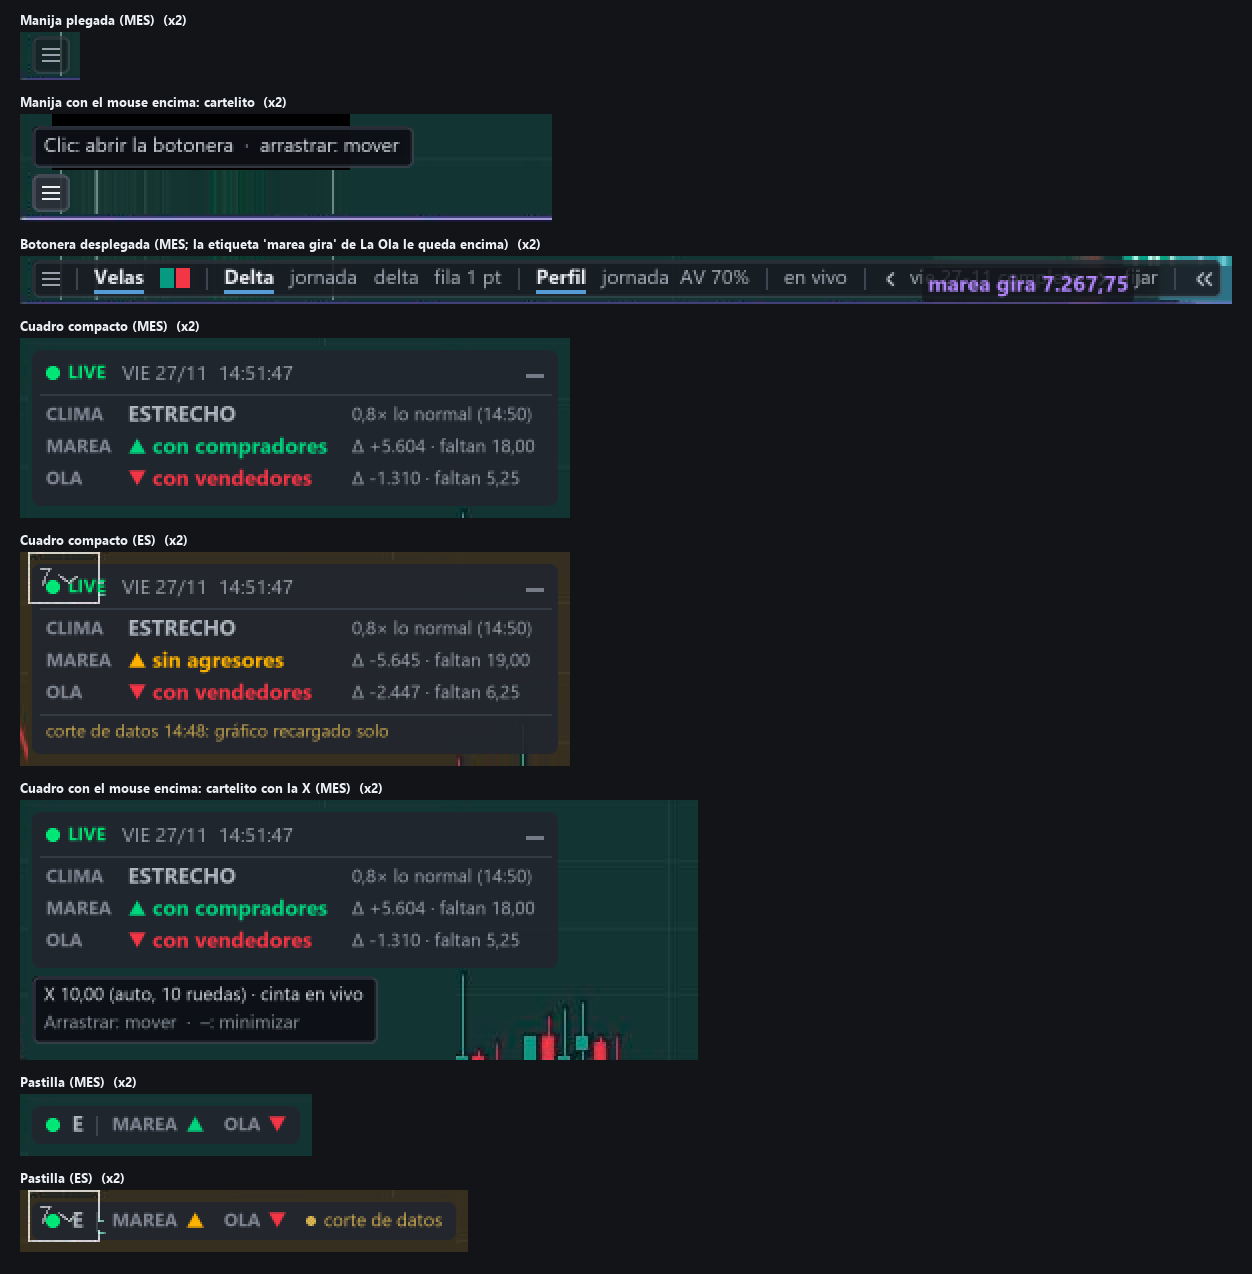 Manija plegada (MES) (x2)
Manija con el mouse encima: cartelito (x2)
Clic: abrir la botonera · arrastrar: mover
Botonera desplegada (MES; la etiqueta 'marea gira' de La Ola le queda encima) (x2)
Velas Delta jornada delta fila 1 pt Perfil jornada AV 70% en vivo ‹ vie 27-11 › fijar «
marea gira 7.267,75
Cuadro compacto (MES) (x2)
● LIVE VIE 27/11 14:51:47 —
CLIMA ESTRECHO 0,8× lo normal (14:50)
MAREA ▲ con compradores Δ +5.604 · faltan 18,00
OLA ▼ con vendedores Δ -1.310 · faltan 5,25
Cuadro compacto (ES) (x2)
7
● LIVE VIE 27/11 14:51:47 —
CLIMA ESTRECHO 0,8× lo normal (14:50)
MAREA ▲ sin agresores Δ -5.645 · faltan 19,00
OLA ▼ con vendedores Δ -2.447 · faltan 6,25
corte de datos 14:48: gráfico recargado solo
Cuadro con el mouse encima: cartelito con la X (MES) (x2)
● LIVE VIE 27/11 14:51:47 —
CLIMA ESTRECHO 0,8× lo normal (14:50)
MAREA ▲ con compradores Δ +5.604 · faltan 18,00
OLA ▼ con vendedores Δ -1.310 · faltan 5,25
X 10,00 (auto, 10 ruedas) · cinta en vivo
Arrastrar: mover · –: minimizar
Pastilla (MES) (x2)
● E | MAREA ▲ OLA ▼
Pastilla (ES) (x2)
7
● E MAREA ▲ OLA ▼ ● corte de datos